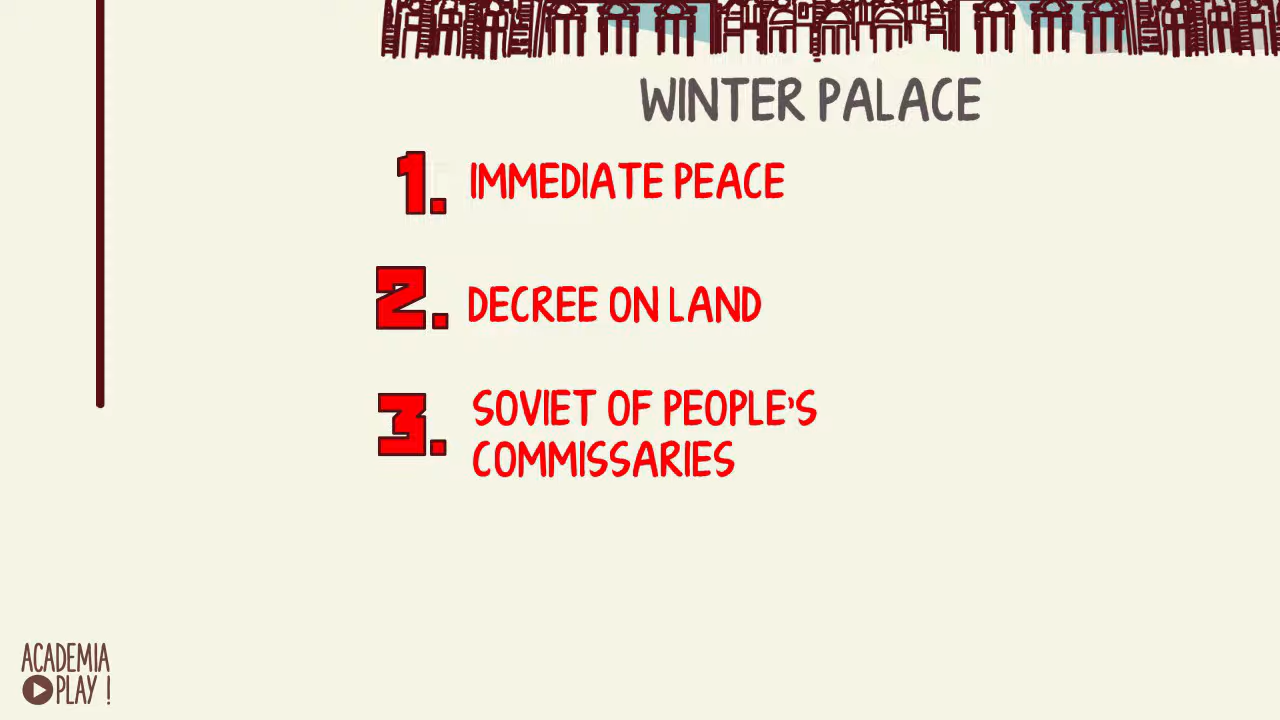 WINTER PALACE
1. IMMEDIATE PEACE
2. DECREE ON LAND
3. SOVIET OF PEOPLE'S
COMMISSARIES
ACADEMIA
PLAY !